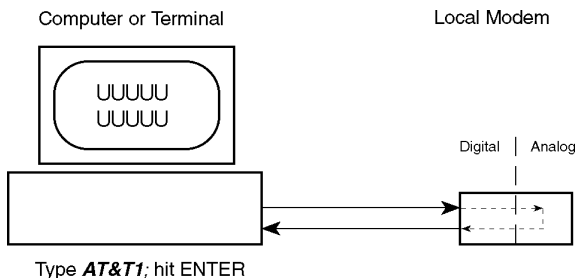 Computer or Terminal
Local Modem
UUUUU
UUUUU
Digital
Analog
Type AT&T1; hit ENTER